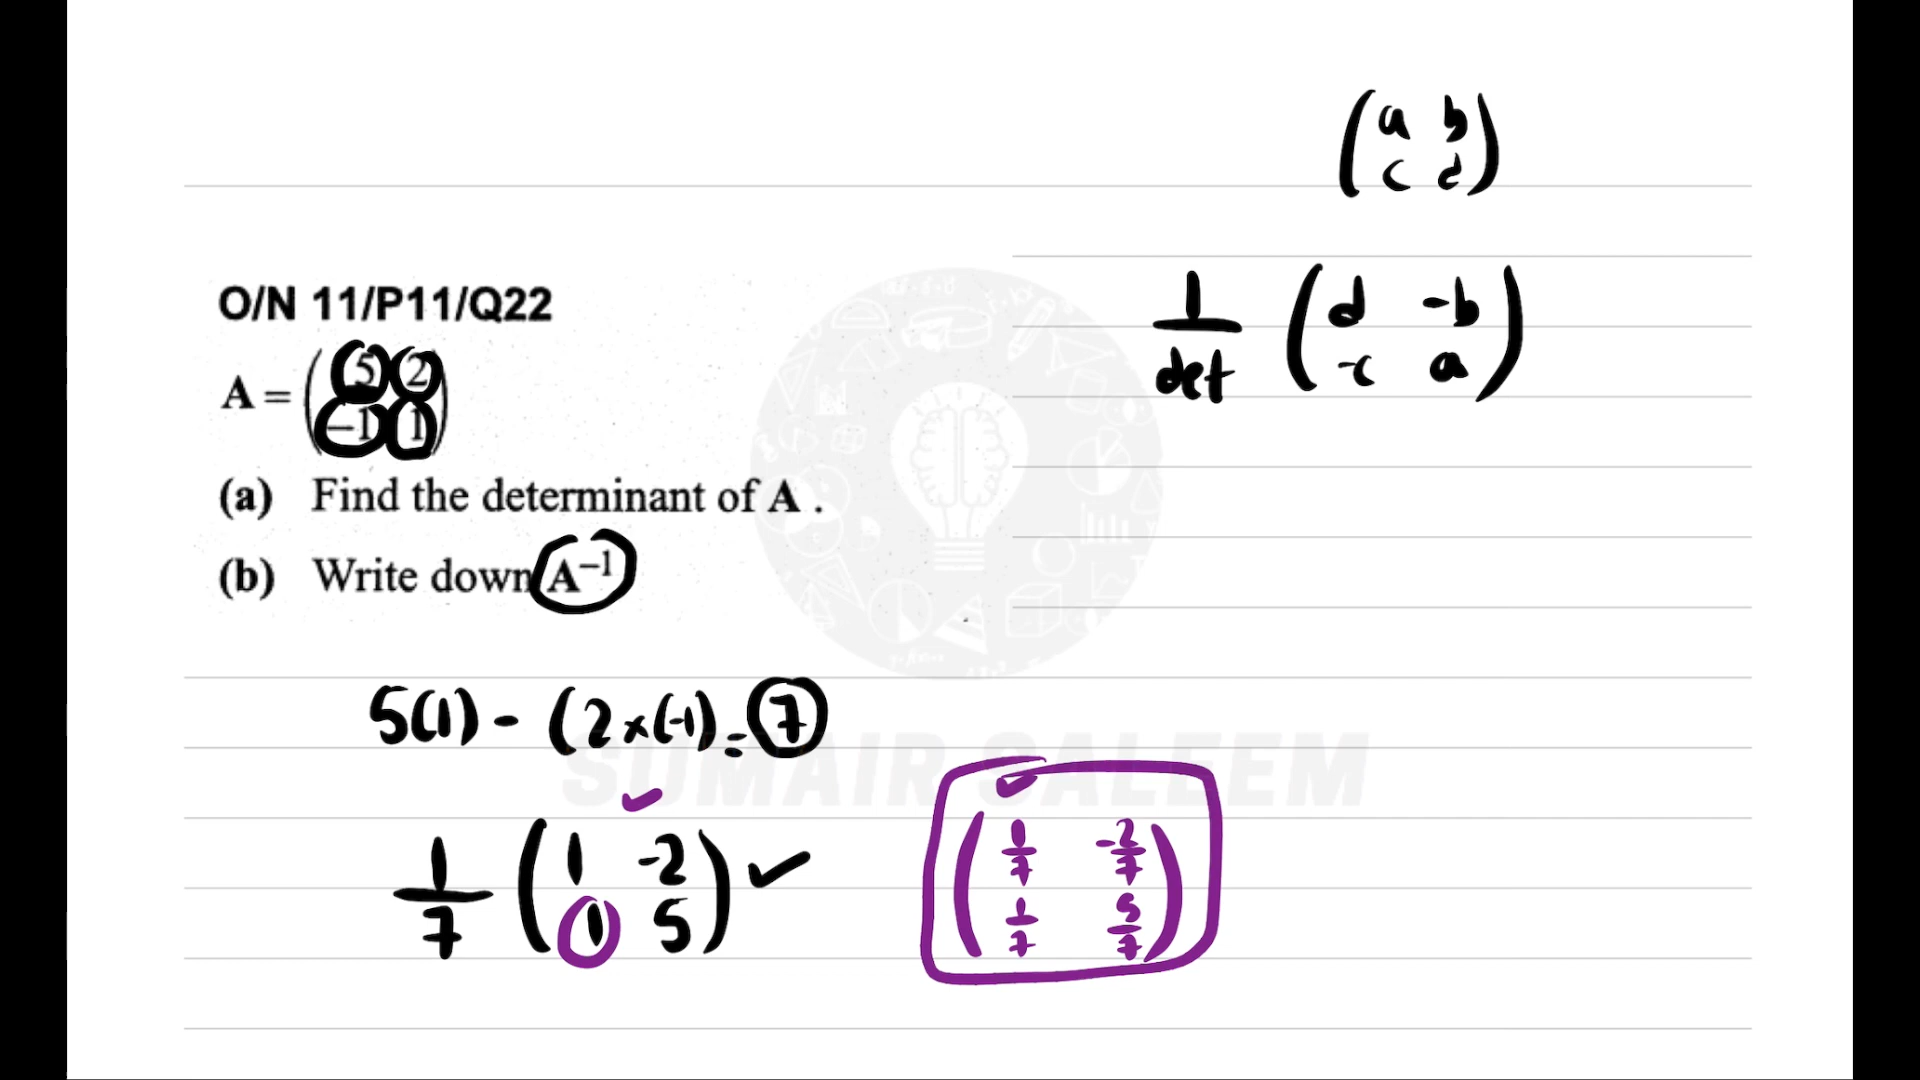 (a b
c d)
1/det (d -b
-c a)
O/N 11/P11/Q22
A = (5 2
-1 1)
(a) Find the determinant of A .
(b) Write down A⁻¹
5(1) - (2×(-1) = 7
1/7 (1 -2
1 5) ✓
(1/7 -2/7
1/7 5/7)
SUMAIR SALEEM